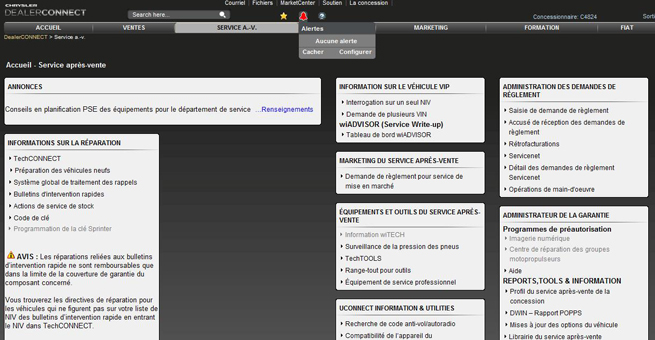 Courriel | Fichiers | MarketCenter | Soutien | La concession |
CHRYSLER
DEALERCONNECT
Search here...
Concessionnaire: C4824
ACCUEIL
VENTES
SERVICE A.-V.
Alertes
MARKETING
FORMATION
FIAT
DealerCONNECT > Service a.-v.
Aucune alerte
Cacher Configurer
Accueil - Service après-vente
ANNONCES
Conseils en planification PSE des équipements pour le département de service ...Renseignements
INFORMATIONS SUR LA RÉPARATION
TechCONNECT
Préparation des véhicules neufs
Système global de traitement des rappels
Bulletins d'intervention rapides
Actions de service de stock
Code de clé
Programmation de la clé Sprinter
AVIS : Les réparations reliées aux bulletins
d'intervention rapide ne sont remboursables que
dans la limite de la couverture de garantie du
composant concerné.
Vous trouverez les directives de réparation pour
les véhicules qui ne figurent pas sur votre liste de
NIV des bulletins d'intervention rapide en entrant
le NIV dans TechCONNECT.
INFORMATION SUR LE VÉHICULE VIP
Interrogation sur un seul NIV
Demande de plusieurs VIN
wiADVISOR (Service Write-up)
Tableau de bord wiADVISOR
MARKETING DU SERVICE APRÈS-VENTE
Demande de règlement pour service de
mise en marché
ÉQUIPEMENTS ET OUTILS DU SERVICE APRÈS-
VENTE
Information wiTECH
Surveillance de la pression des pneus
TechTOOLS
Range-tout pour outils
Équipement de service professionnel
UCONNECT INFORMATION & UTILITIES
Recherche de code anti-vol/autoradio
Compatibilité de l'appareil du
ADMINISTRATION DES DEMANDES DE
RÈGLEMENT
Saisie de demande de règlement
Accusé de réception des demandes de
règlement
Rétrofacturations
Servicenet
Détail des demandes de règlement
Servicenet
Opérations de main-d'oeuvre
ADMINISTRATEUR DE LA GARANTIE
Programmes de préautorisation
Imagerie numérique
Centre de réparation des groupes
motopropulseurs
Aide
REPORTS,TOOLS & INFORMATION
Profil du service après-vente de la
concession
DWIN – Rapport POPPS
Mises à jour des options du véhicule
Librairie du service après-vente